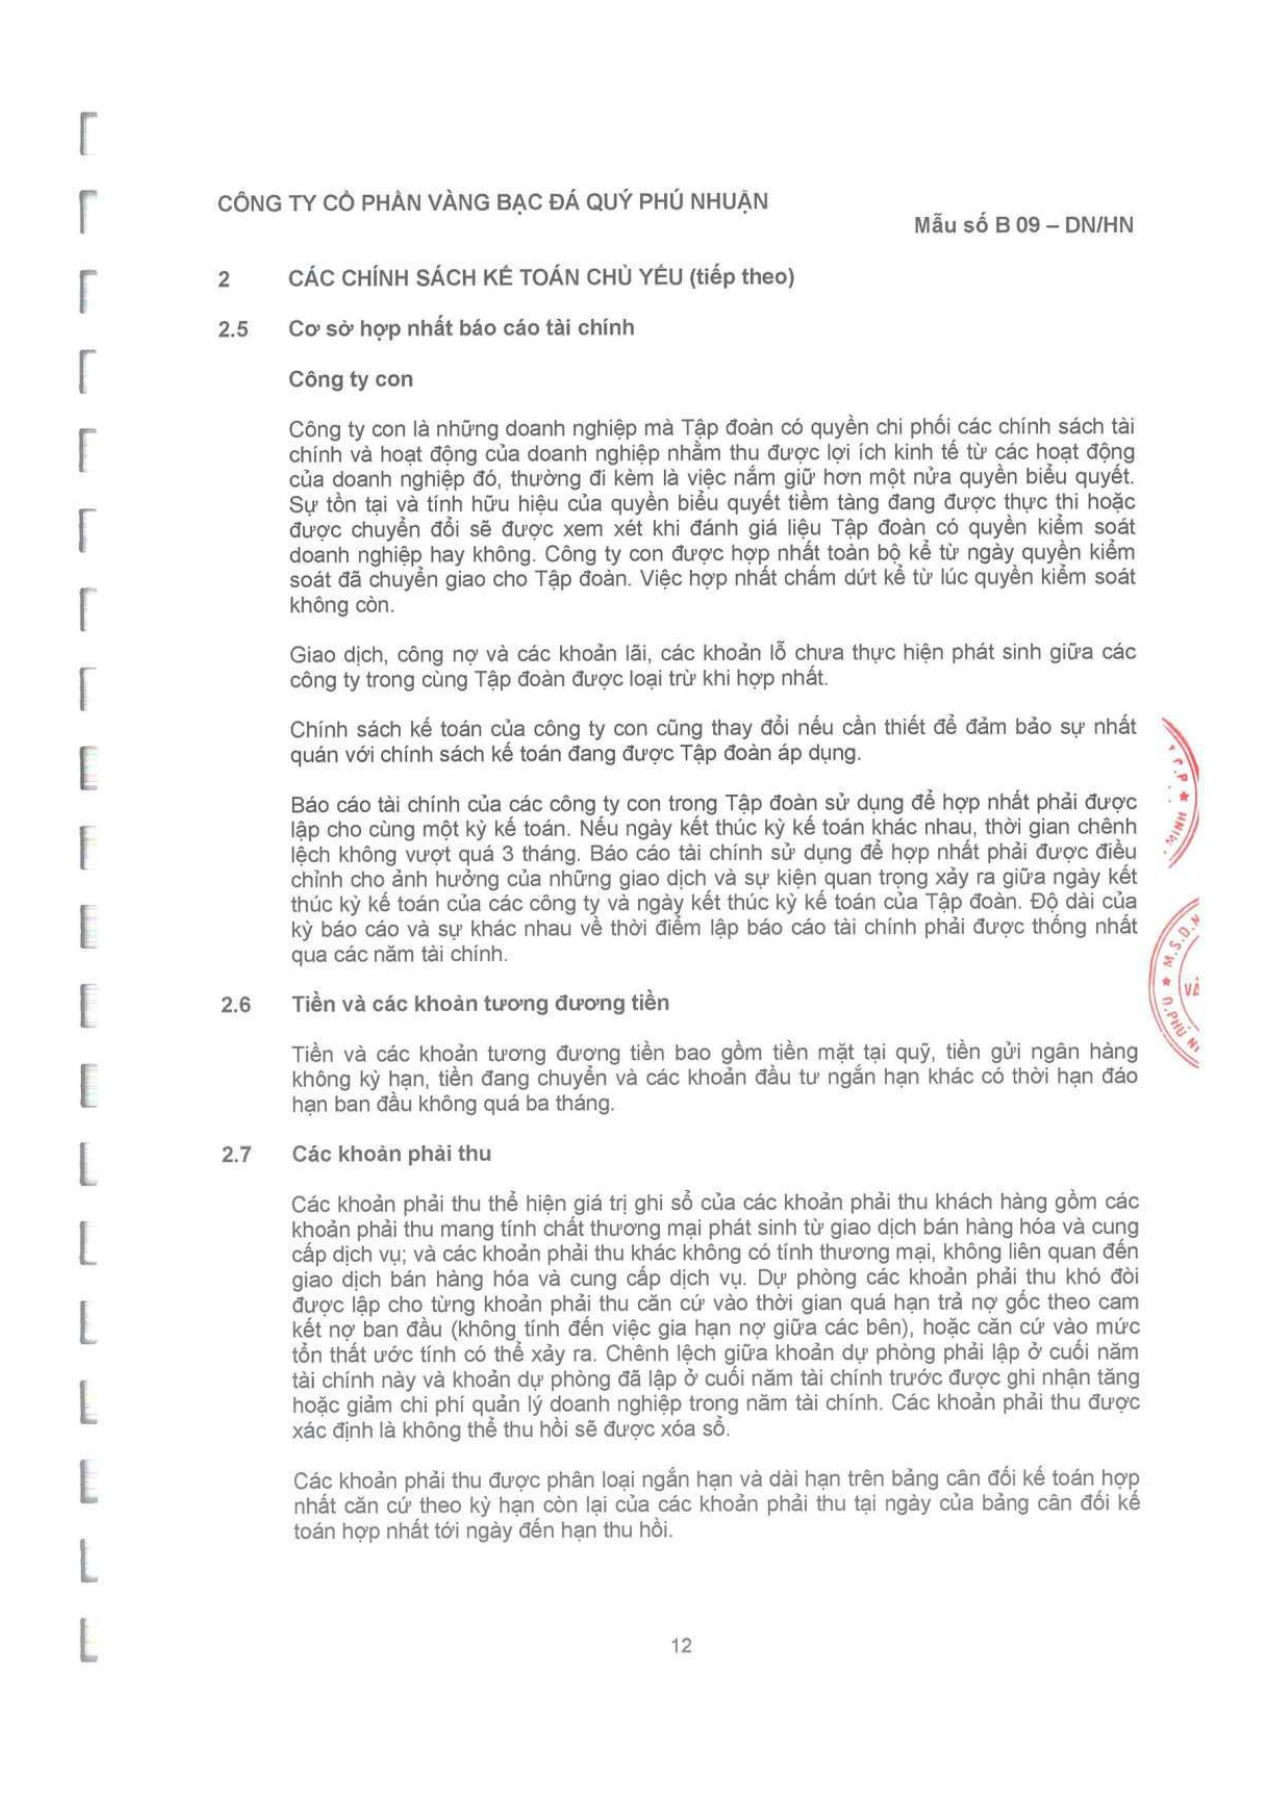 CÔNG TY CỔ PHẦN VÀNG BẠC ĐÁ QUÝ PHÚ NHUẬN
Mẫu số B 09 – DN/HN
2 CÁC CHÍNH SÁCH KẾ TOÁN CHỦ YẾU (tiếp theo)
2.5 Cơ sở hợp nhất báo cáo tài chính
Công ty con
Công ty con là những doanh nghiệp mà Tập đoàn có quyền chi phối các chính sách tài
chính và hoạt động của doanh nghiệp nhằm thu được lợi ích kinh tế từ các hoạt động
của doanh nghiệp đó, thường đi kèm là việc nắm giữ hơn một nửa quyền biểu quyết.
Sự tồn tại và tính hữu hiệu của quyền biểu quyết tiềm tàng đang được thực thi hoặc
được chuyển đổi sẽ được xem xét khi đánh giá liệu Tập đoàn có quyền kiểm soát
doanh nghiệp hay không. Công ty con được hợp nhất toàn bộ kể từ ngày quyền kiểm
soát đã chuyển giao cho Tập đoàn. Việc hợp nhất chấm dứt kể từ lúc quyền kiểm soát
không còn.
Giao dịch, công nợ và các khoản lãi, các khoản lỗ chưa thực hiện phát sinh giữa các
công ty trong cùng Tập đoàn được loại trừ khi hợp nhất.
Chính sách kế toán của công ty con cũng thay đổi nếu cần thiết để đảm bảo sự nhất
quán với chính sách kế toán đang được Tập đoàn áp dụng.
Báo cáo tài chính của các công ty con trong Tập đoàn sử dụng để hợp nhất phải được
lập cho cùng một kỳ kế toán. Nếu ngày kết thúc kỳ kế toán khác nhau, thời gian chênh
lệch không vượt quá 3 tháng. Báo cáo tài chính sử dụng để hợp nhất phải được điều
chỉnh cho ảnh hưởng của những giao dịch và sự kiện quan trọng xảy ra giữa ngày kết
thúc kỳ kế toán của các công ty và ngày kết thúc kỳ kế toán của Tập đoàn. Độ dài của
kỳ báo cáo và sự khác nhau về thời điểm lập báo cáo tài chính phải được thống nhất
qua các năm tài chính.
2.6 Tiền và các khoản tương đương tiền
Tiền và các khoản tương đương tiền bao gồm tiền mặt tại quỹ, tiền gửi ngân hàng
không kỳ hạn, tiền đang chuyển và các khoản đầu tư ngắn hạn khác có thời hạn đáo
hạn ban đầu không quá ba tháng.
2.7 Các khoản phải thu
Các khoản phải thu thể hiện giá trị ghi sổ của các khoản phải thu khách hàng gồm các
khoản phải thu mang tính chất thương mại phát sinh từ giao dịch bán hàng hóa và cung
cấp dịch vụ; và các khoản phải thu khác không có tính thương mại, không liên quan đến
giao dịch bán hàng hóa và cung cấp dịch vụ. Dự phòng các khoản phải thu khó đòi
được lập cho từng khoản phải thu căn cứ vào thời gian quá hạn trả nợ gốc theo cam
kết nợ ban đầu (không tính đến việc gia hạn nợ giữa các bên), hoặc căn cứ vào mức
tổn thất ước tính có thể xảy ra. Chênh lệch giữa khoản dự phòng phải lập ở cuối năm
tài chính này và khoản dự phòng đã lập ở cuối năm tài chính trước được ghi nhận tăng
hoặc giảm chi phí quản lý doanh nghiệp trong năm tài chính. Các khoản phải thu được
xác định là không thể thu hồi sẽ được xóa sổ.
Các khoản phải thu được phân loại ngắn hạn và dài hạn trên bảng cân đối kế toán hợp
nhất căn cứ theo kỳ hạn còn lại của các khoản phải thu tại ngày của bảng cân đối kế
toán hợp nhất tới ngày đến hạn thu hồi.
12